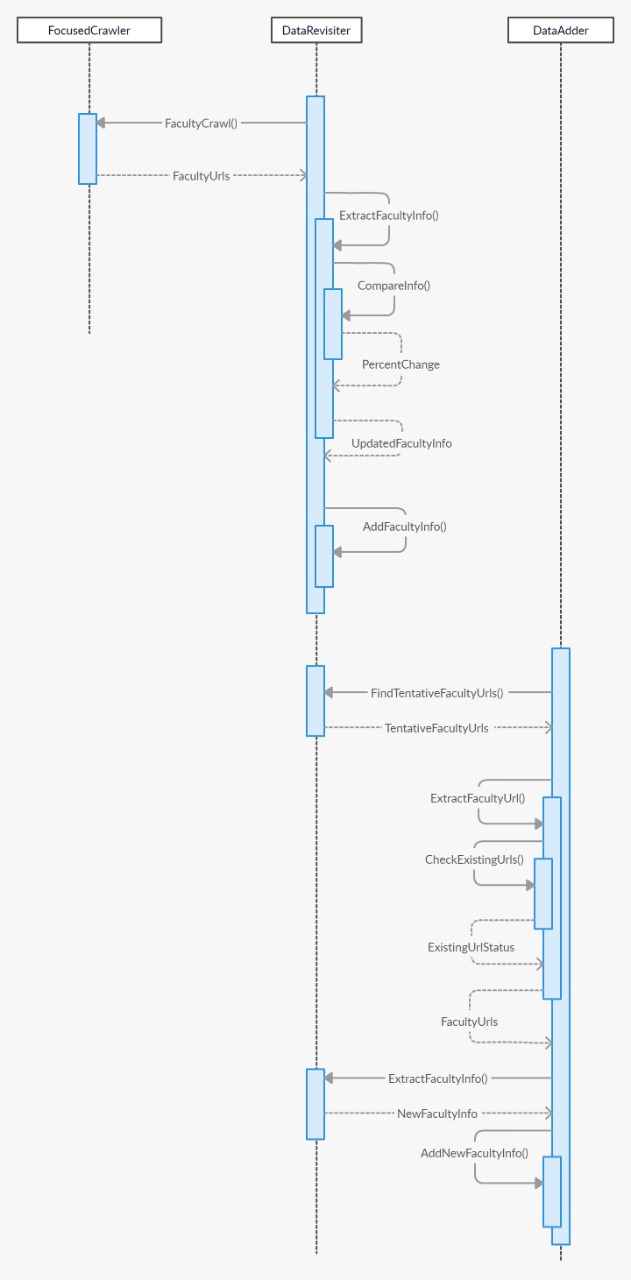 FocusedCrawler
DataRevisiter
DataAdder
FacultyCrawl()
FacultyUrls
ExtractFacultyInfo()
CompareInfo()
PercentChange
UpdatedFacultyInfo
AddFacultyInfo()
FindTentativeFacultyUrls()
TentativeFacultyUrls
ExtractFacultyUrl()
CheckExistingUrls()
ExistingUrlStatus
FacultyUrls
ExtractFacultyInfo()
NewFacultyInfo
AddNewFacultyInfo()